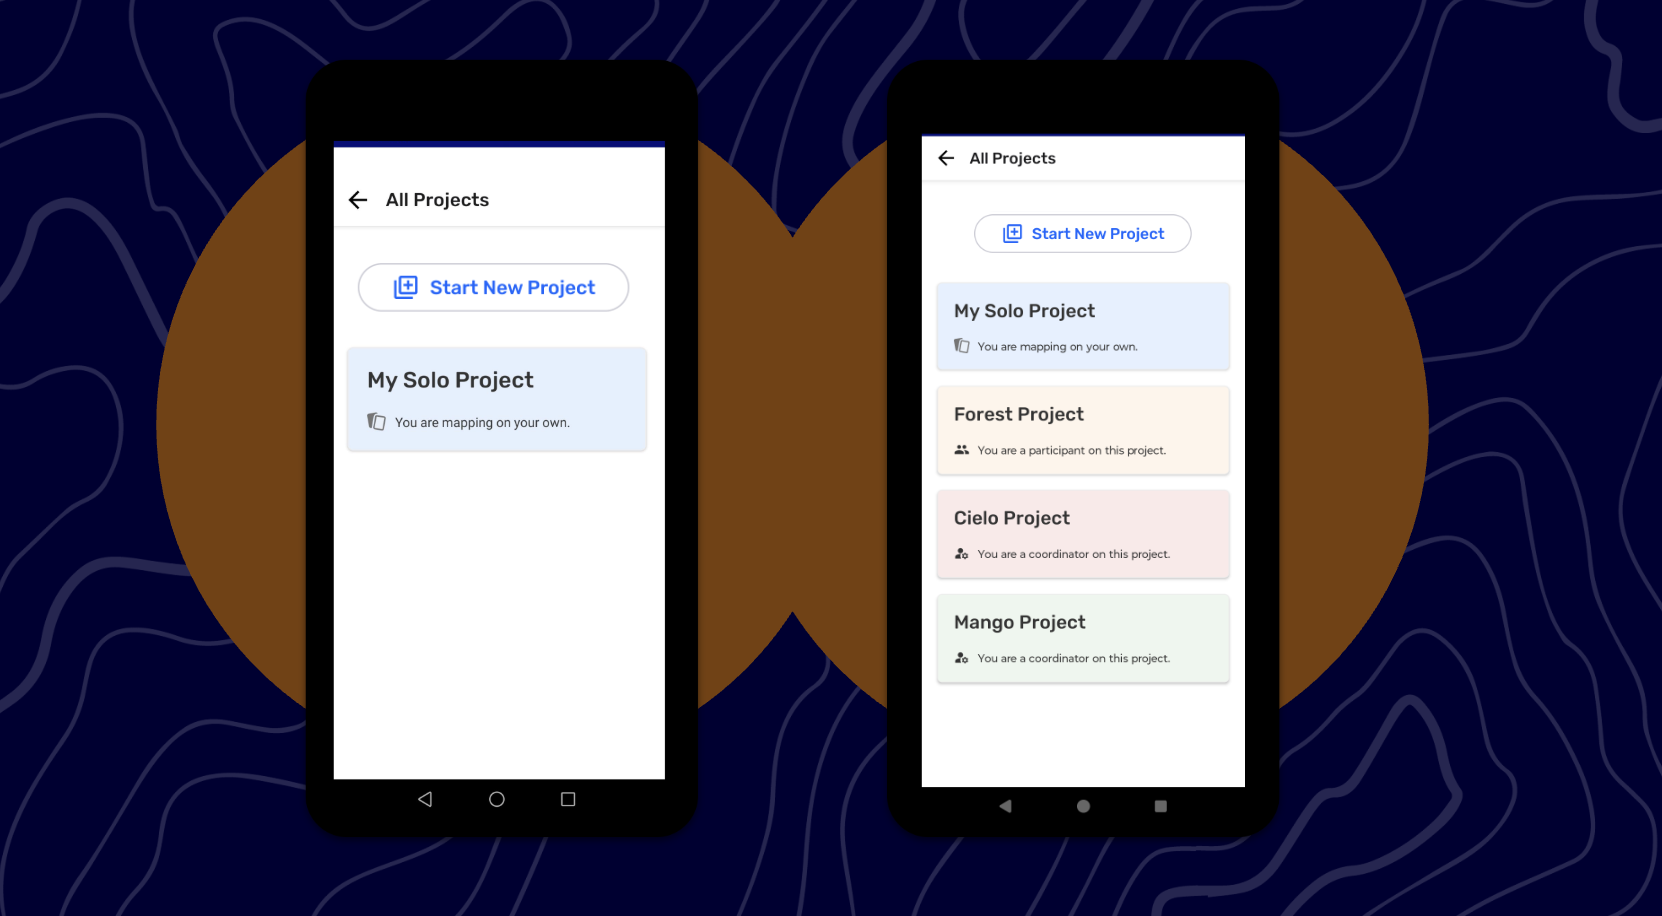 All Projects
Start New Project
My Solo Project
You are mapping on your own.
All Projects
Start New Project
My Solo Project
You are mapping on your own.
Forest Project
You are a participant on this project.
Cielo Project
You are a coordinator on this project.
Mango Project
You are a coordinator on this project.